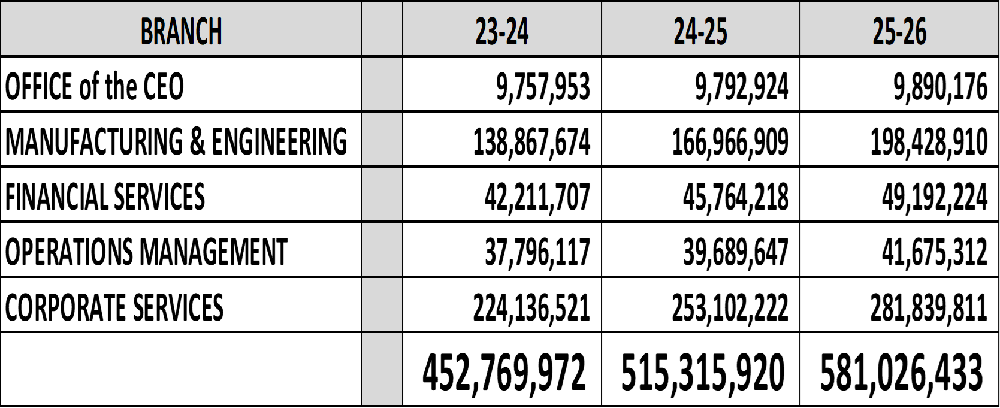 BRANCH 23-24 24-25 25-26
OFFICE of the CEO 9,757,953 9,792,924 9,890,176
MANUFACTURING & ENGINEERING 138,867,674 166,966,909 198,428,910
FINANCIAL SERVICES 42,211,707 45,764,218 49,192,224
OPERATIONS MANAGEMENT 37,796,117 39,689,647 41,675,312
CORPORATE SERVICES 224,136,521 253,102,222 281,839,811
452,769,972 515,315,920 581,026,433